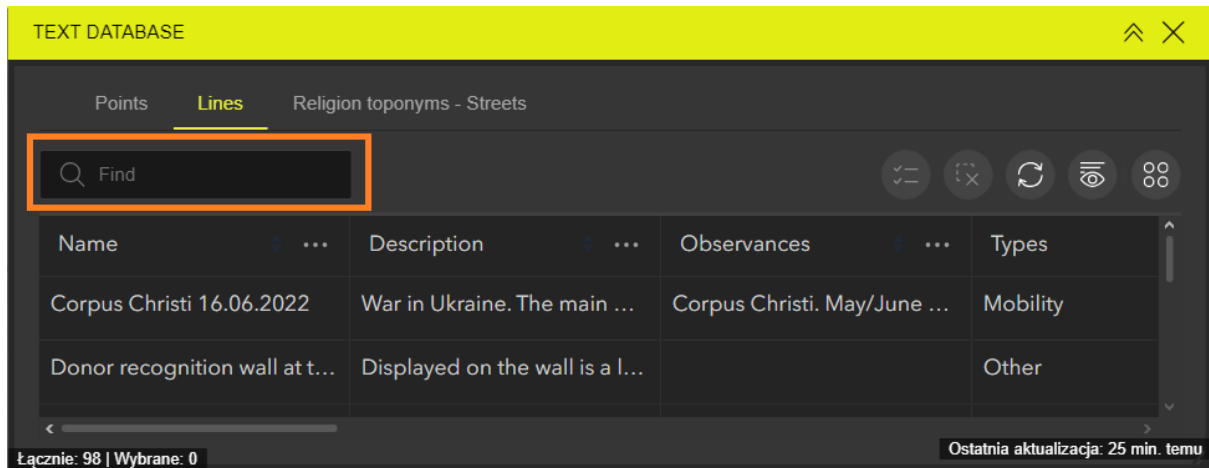 TEXT DATABASE
Points Lines Religion toponyms - Streets
Find
Name ... Description ... Observances ... Types
Corpus Christi 16.06.2022 War in Ukraine. The main ... Corpus Christi. May/June ... Mobility
Donor recognition wall at t... Displayed on the wall is a l... Other
Łącznie: 98 | Wybrane: 0 Ostatnia aktualizacja: 25 min. temu